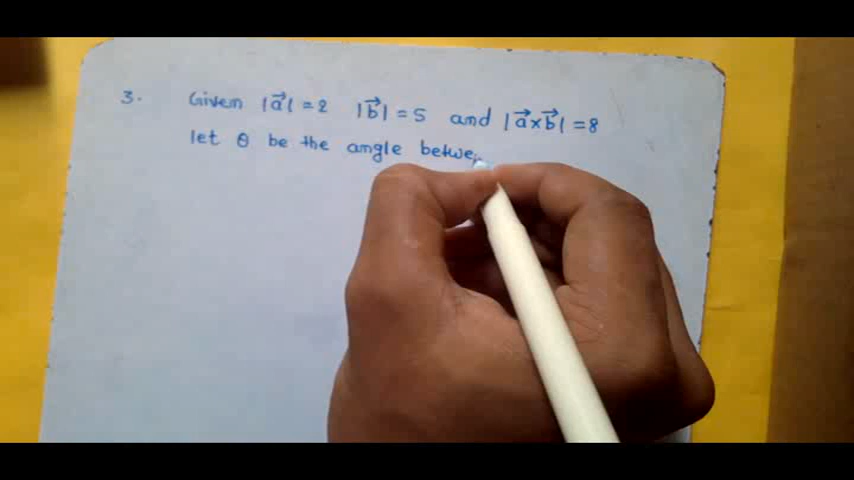 3. Given |a⃗| = 2 |b⃗| = 5 and |a⃗×b⃗| = 8
let θ be the angle betwe